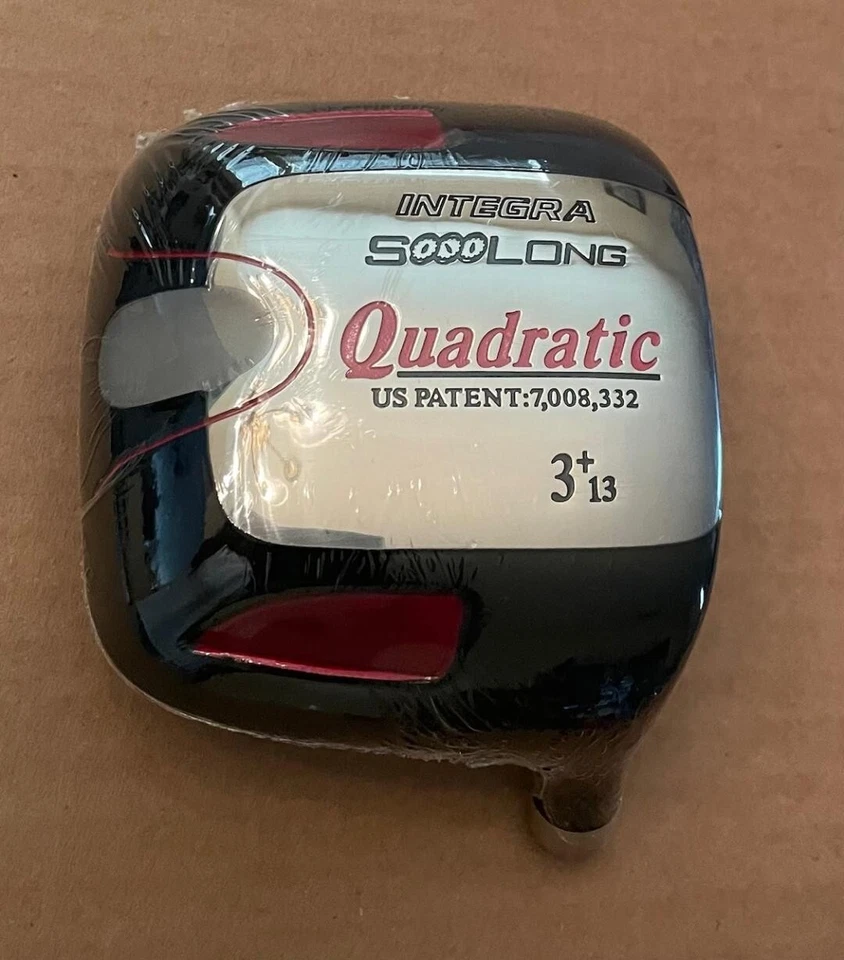 INTEGRA
SOOOLONG
Quadratic
US PATENT:7,008,332
3+13